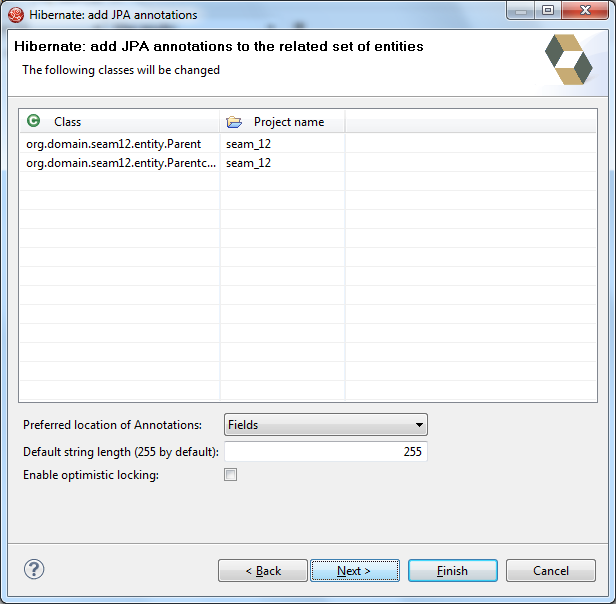 Hibernate: add JPA annotations
Hibernate: add JPA annotations to the related set of entities
The following classes will be changed
Class Project name
org.domain.seam12.entity.Parent seam_12
org.domain.seam12.entity.Parentc... seam_12
Preferred location of Annotations: Fields
Default string length (255 by default): 255
Enable optimistic locking:
? < Back Next > Finish Cancel